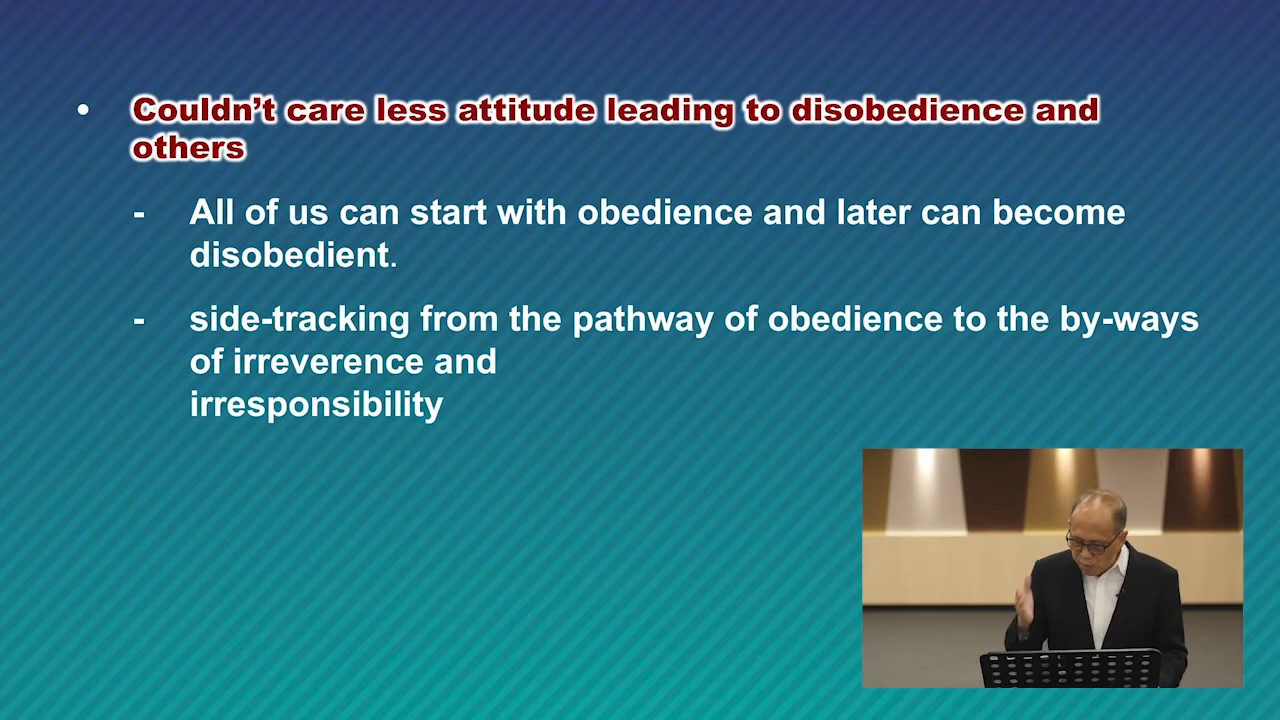 • Couldn’t care less attitude leading to disobedience and
others
- All of us can start with obedience and later can become
disobedient.
- side-tracking from the pathway of obedience to the by-ways
of irreverence and
irresponsibility